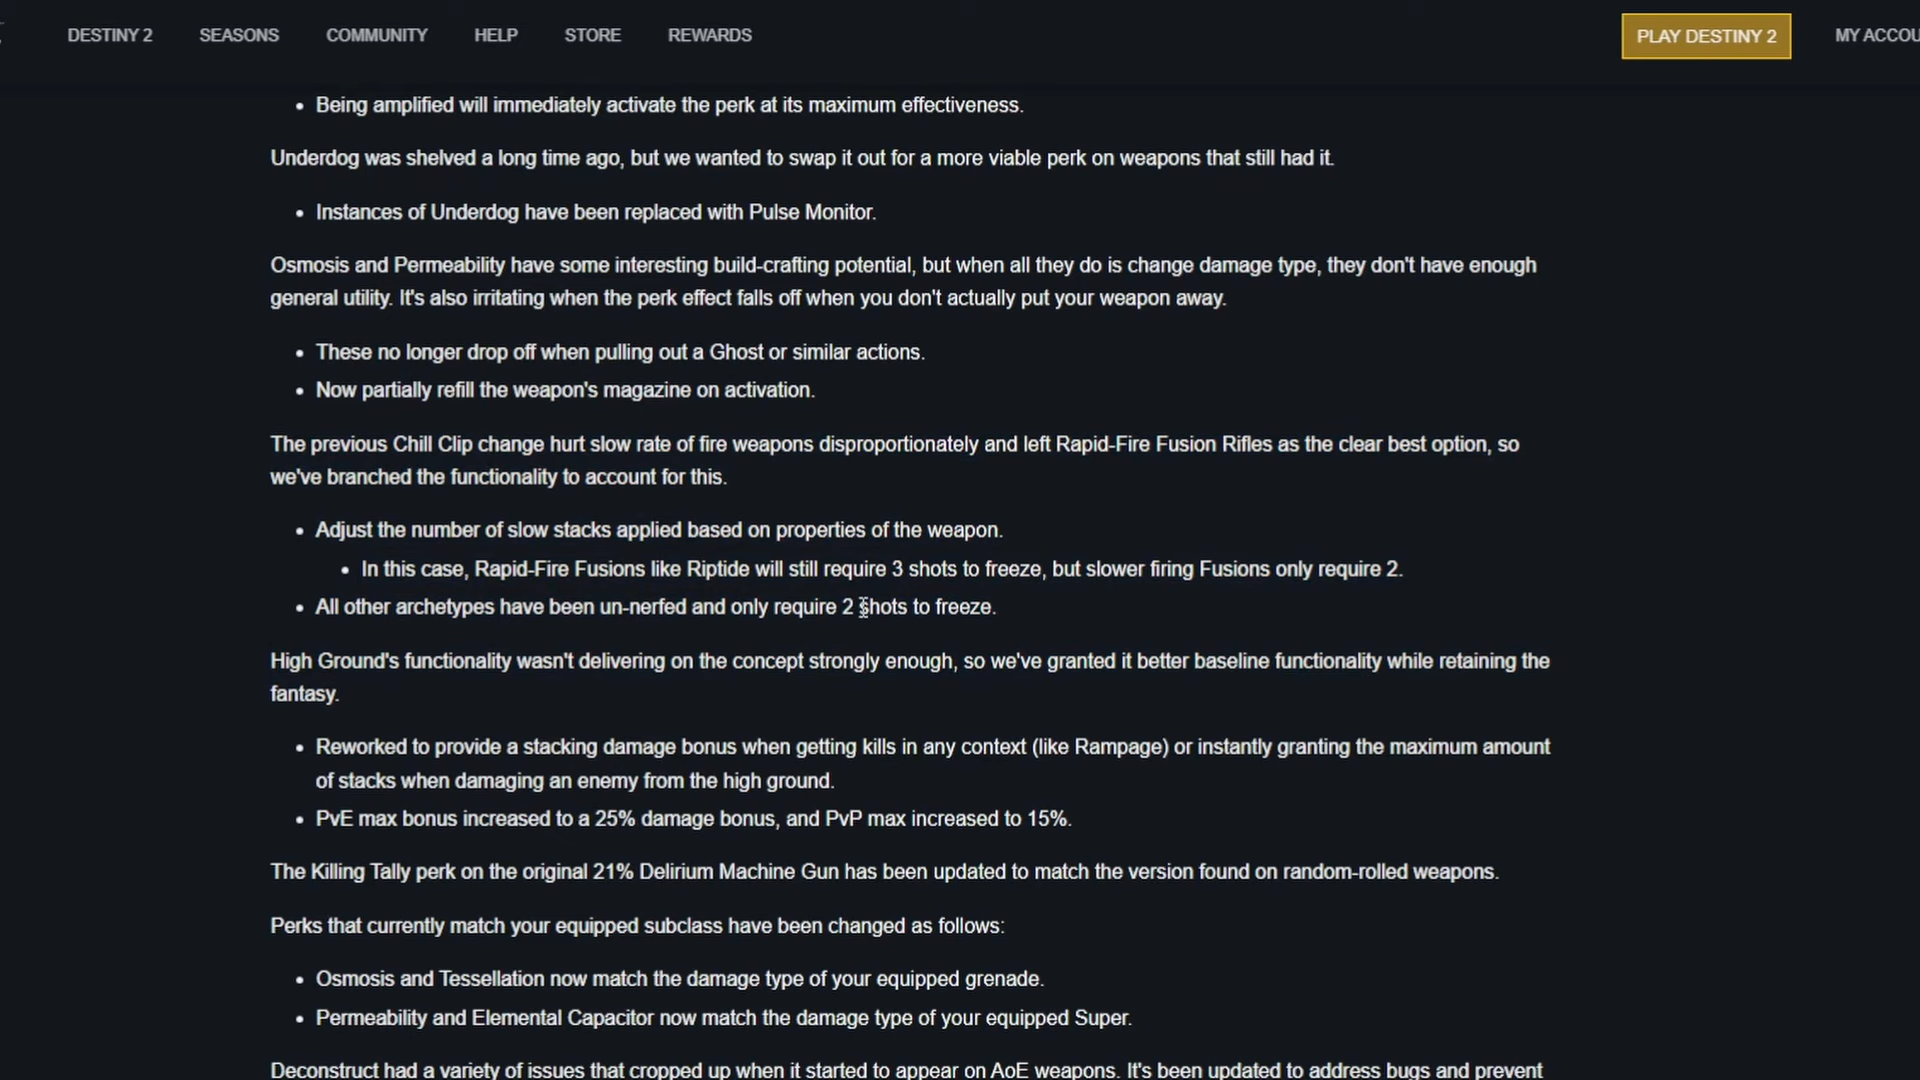 DESTINY 2 SEASONS COMMUNITY HELP STORE REWARDS PLAY DESTINY 2 MY ACCOU
• Being amplified will immediately activate the perk at its maximum effectiveness.
Underdog was shelved a long time ago, but we wanted to swap it out for a more viable perk on weapons that still had it.
• Instances of Underdog have been replaced with Pulse Monitor.
Osmosis and Permeability have some interesting build-crafting potential, but when all they do is change damage type, they don't have enough
general utility. It's also irritating when the perk effect falls off when you don't actually put your weapon away.
• These no longer drop off when pulling out a Ghost or similar actions.
• Now partially refill the weapon's magazine on activation.
The previous Chill Clip change hurt slow rate of fire weapons disproportionately and left Rapid-Fire Fusion Rifles as the clear best option, so
we've branched the functionality to account for this.
• Adjust the number of slow stacks applied based on properties of the weapon.
• In this case, Rapid-Fire Fusions like Riptide will still require 3 shots to freeze, but slower firing Fusions only require 2.
• All other archetypes have been un-nerfed and only require 2 shots to freeze.
High Ground's functionality wasn't delivering on the concept strongly enough, so we've granted it better baseline functionality while retaining the
fantasy.
• Reworked to provide a stacking damage bonus when getting kills in any context (like Rampage) or instantly granting the maximum amount
of stacks when damaging an enemy from the high ground.
• PvE max bonus increased to a 25% damage bonus, and PvP max increased to 15%.
The Killing Tally perk on the original 21% Delirium Machine Gun has been updated to match the version found on random-rolled weapons.
Perks that currently match your equipped subclass have been changed as follows:
• Osmosis and Tessellation now match the damage type of your equipped grenade.
• Permeability and Elemental Capacitor now match the damage type of your equipped Super.
Deconstruct had a variety of issues that cropped up when it started to appear on AoE weapons. It's been updated to address bugs and prevent